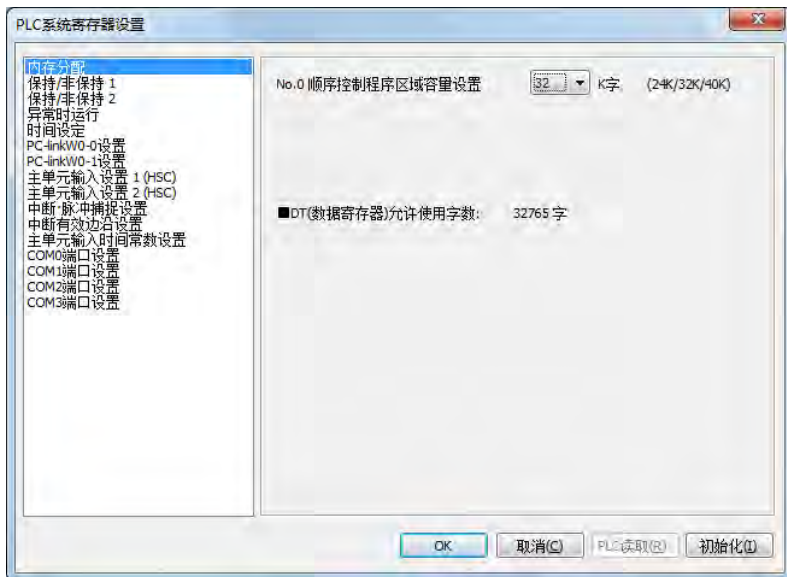 PLC系统寄存器设置
内存分配
保持/非保持 1
保持/非保持 2
异常时运行
时间设定
PC-linkW0-0设置
PC-linkW0-1设置
主单元输入设置 1 (HSC)
主单元输入设置 2 (HSC)
中断·脉冲捕捉设置
中断有效边沿设置
主单元输入时间常数设置
COM0端口设置
COM1端口设置
COM2端口设置
COM3端口设置
No.0 顺序控制程序区域容量设置 32 K字 (24K/32K/40K)
■DT(数据寄存器)允许使用字数: 32765 字
OK 取消(C) PLC读取(R) 初始化(I)